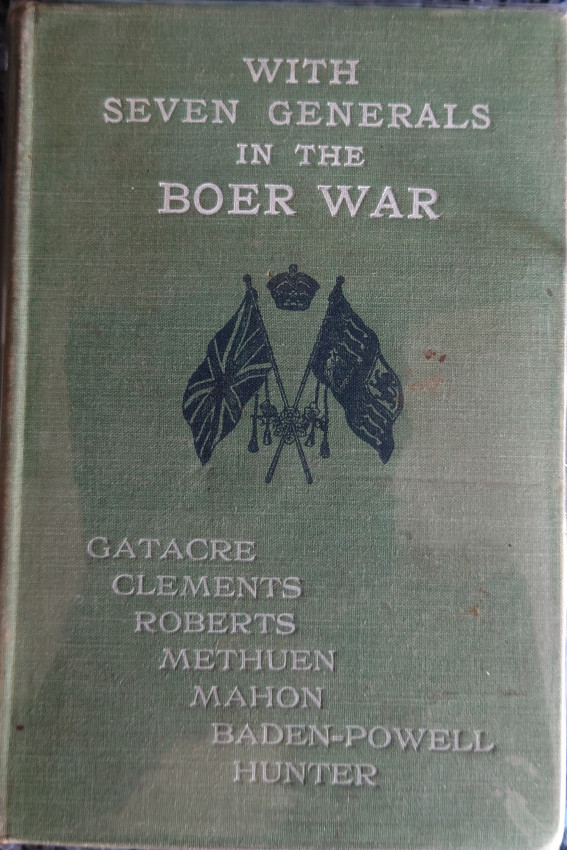 WITH
SEVEN GENERALS
IN THE
BOER WAR
GATACRE
CLEMENTS
ROBERTS
METHUEN
MAHON
BADEN-POWELL
HUNTER